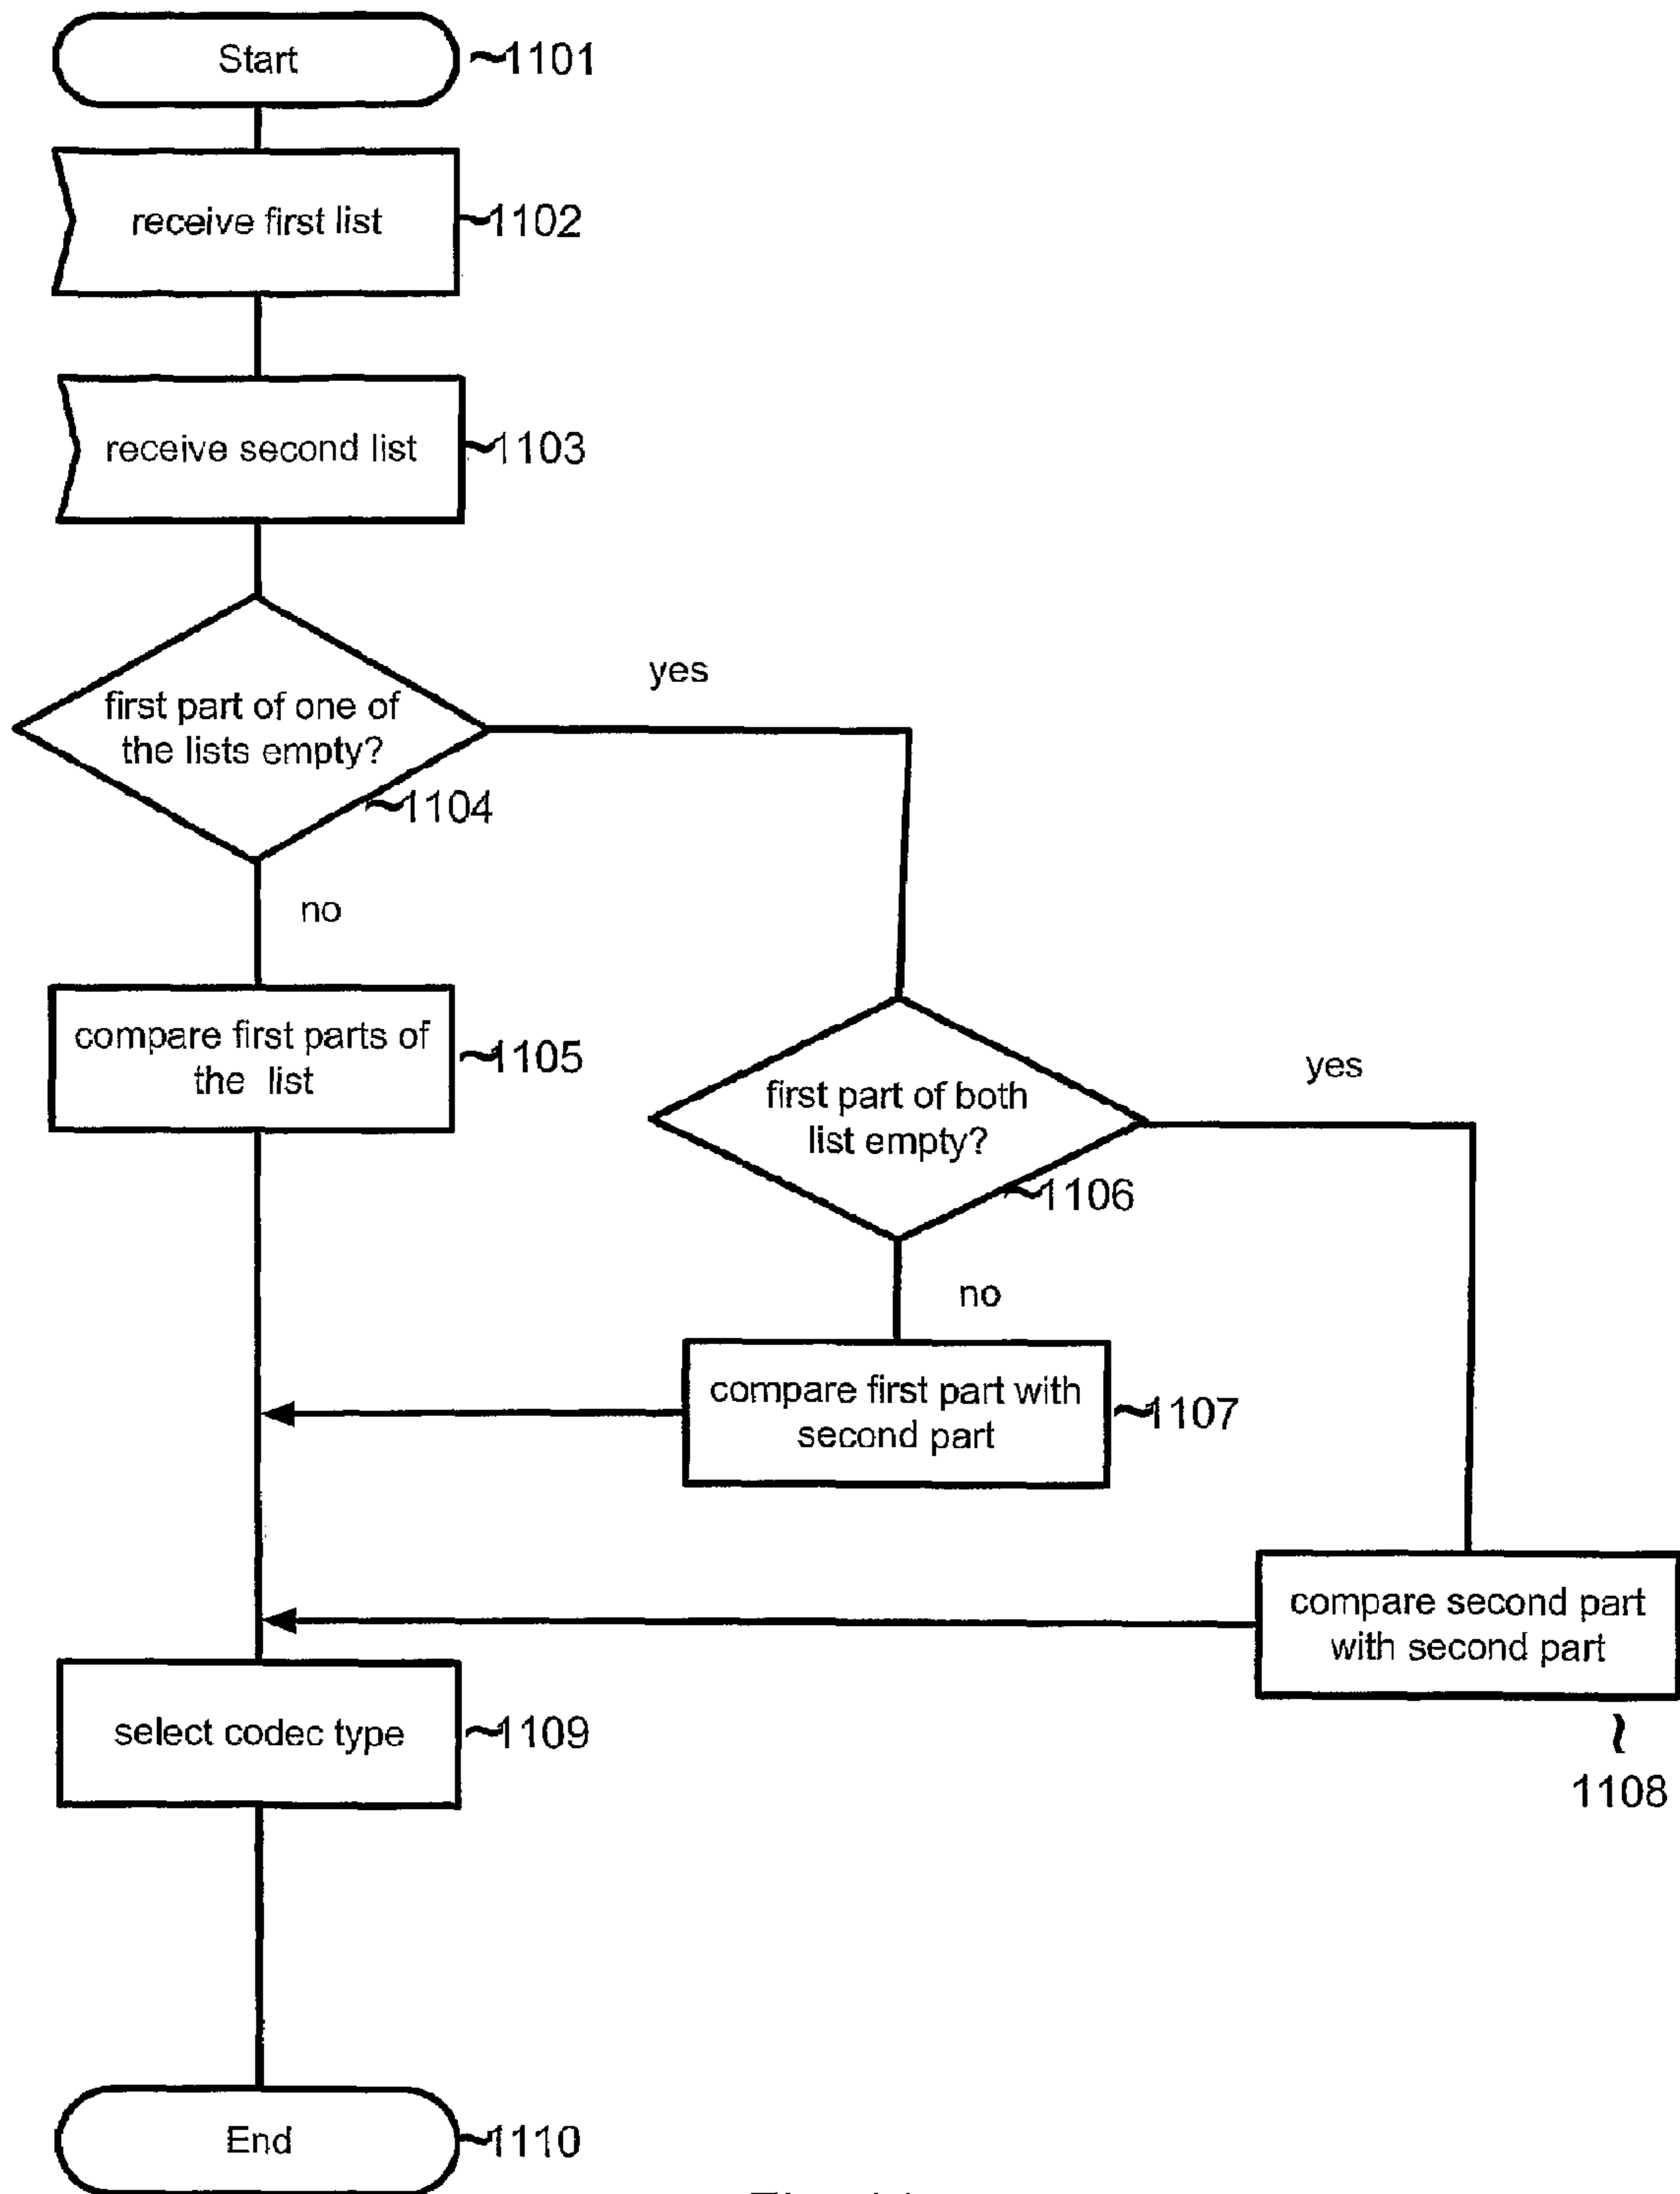 Start
~1101
receive first list
~1102
receive second list
~1103
first part of one of
the lists empty?
~1104
yes
no
compare first parts of
the list
~1105
first part of both
list empty?
~1106
yes
no
compare first part with
second part
~1107
compare second part
with second part
~
1108
select codec type
~1109
End
~1110